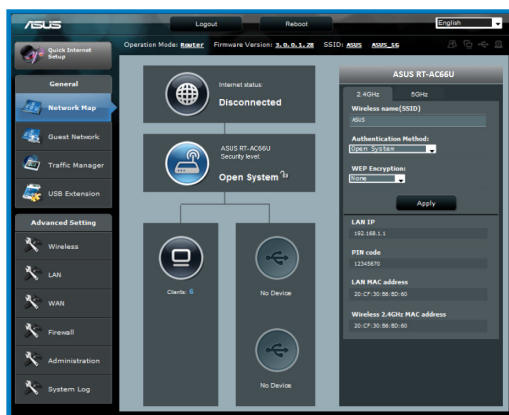 ASUS
Logout
Reboot
English
Quick Internet Setup
Operation Mode: Router Firmware Version: 3.0.0.1.28 SSID: ASUS ASUS_5G
General
Network Map
Guest Network
Traffic Manager
USB Extension
Advanced Setting
Wireless
LAN
WAN
Firewall
Administration
System Log
Internet status:
Disconnected
ASUS RT-AC66U
Security level:
Open System
Clients: 6
No Device
No Device
ASUS RT-AC66U
2.4GHz
5GHz
Wireless name(SSID)
ASUS
Authentication Method:
Open System
WEP Encryption:
None
Apply
LAN IP
192.168.1.1
PIN code
12345670
LAN MAC address
20:CF:30:B6:BD:60
Wireless 2.4GHz MAC address
20:CF:30:B6:BD:60